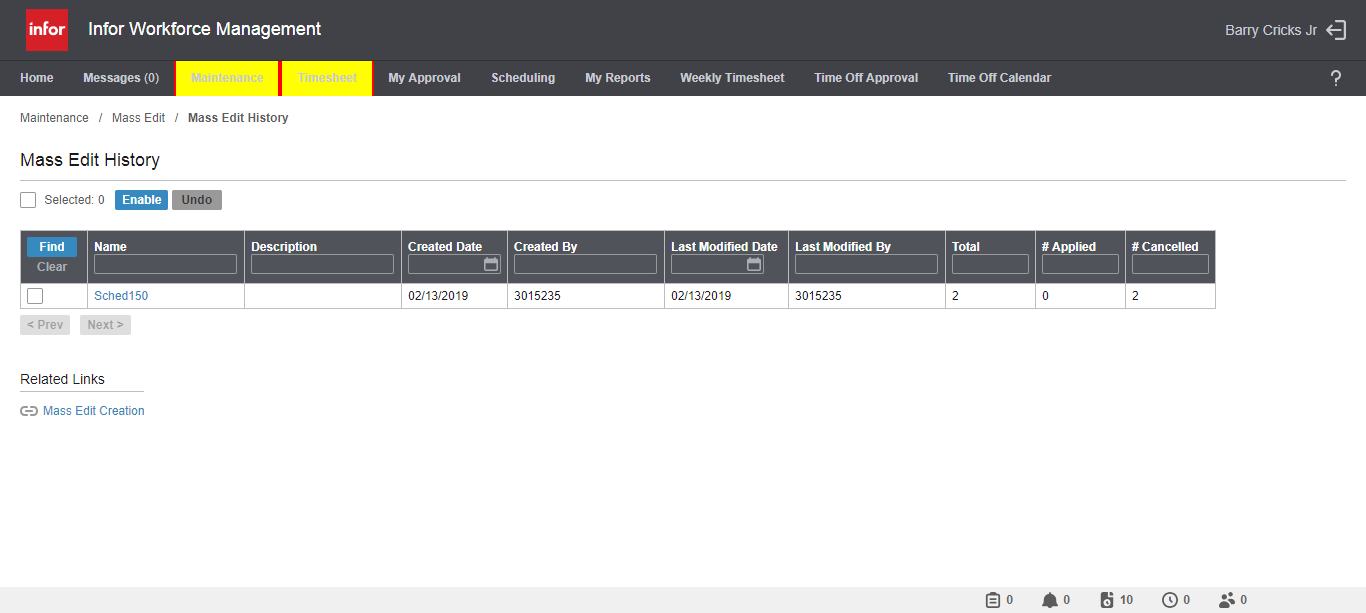 infor Infor Workforce Management Barry Cricks Jr
Home Messages (0) Maintenance Timesheet My Approval Scheduling My Reports Weekly Timesheet Time Off Approval Time Off Calendar ?
Maintenance / Mass Edit / Mass Edit History
Mass Edit History
Selected: 0 Enable Undo
Find Name Description Created Date Created By Last Modified Date Last Modified By Total # Applied # Cancelled
Clear
Sched150 02/13/2019 3015235 02/13/2019 3015235 2 0 2
< Prev Next >
Related Links
Mass Edit Creation
0 0 10 0 0